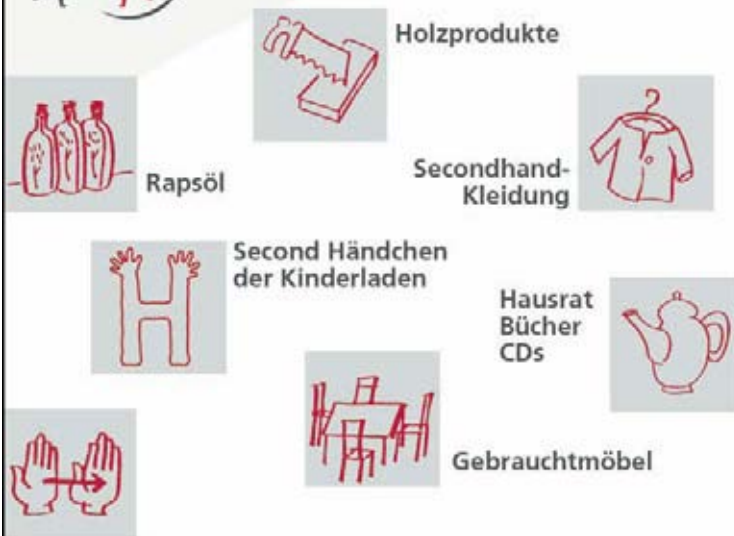 Holzprodukte
Rapsöl
Secondhand-
Kleidung
Second Händchen
der Kinderladen
Hausrat
Bücher
CDs
Gebrauchtmöbel